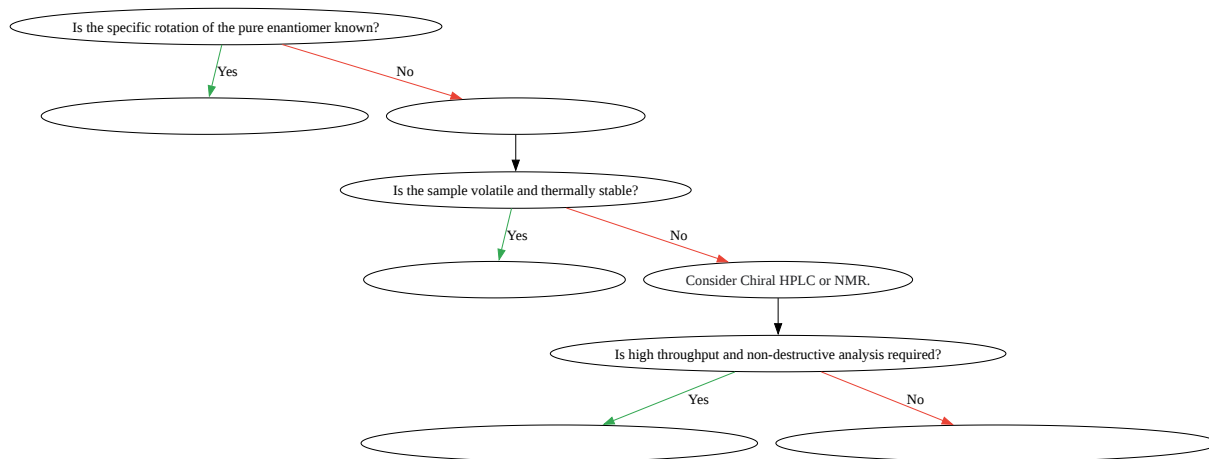 Is the specific rotation of the pure enantiomer known?
Yes
No
Is the sample volatile and thermally stable?
Yes
No
Consider Chiral HPLC or NMR.
Is high throughput and non-destructive analysis required?
Yes
No